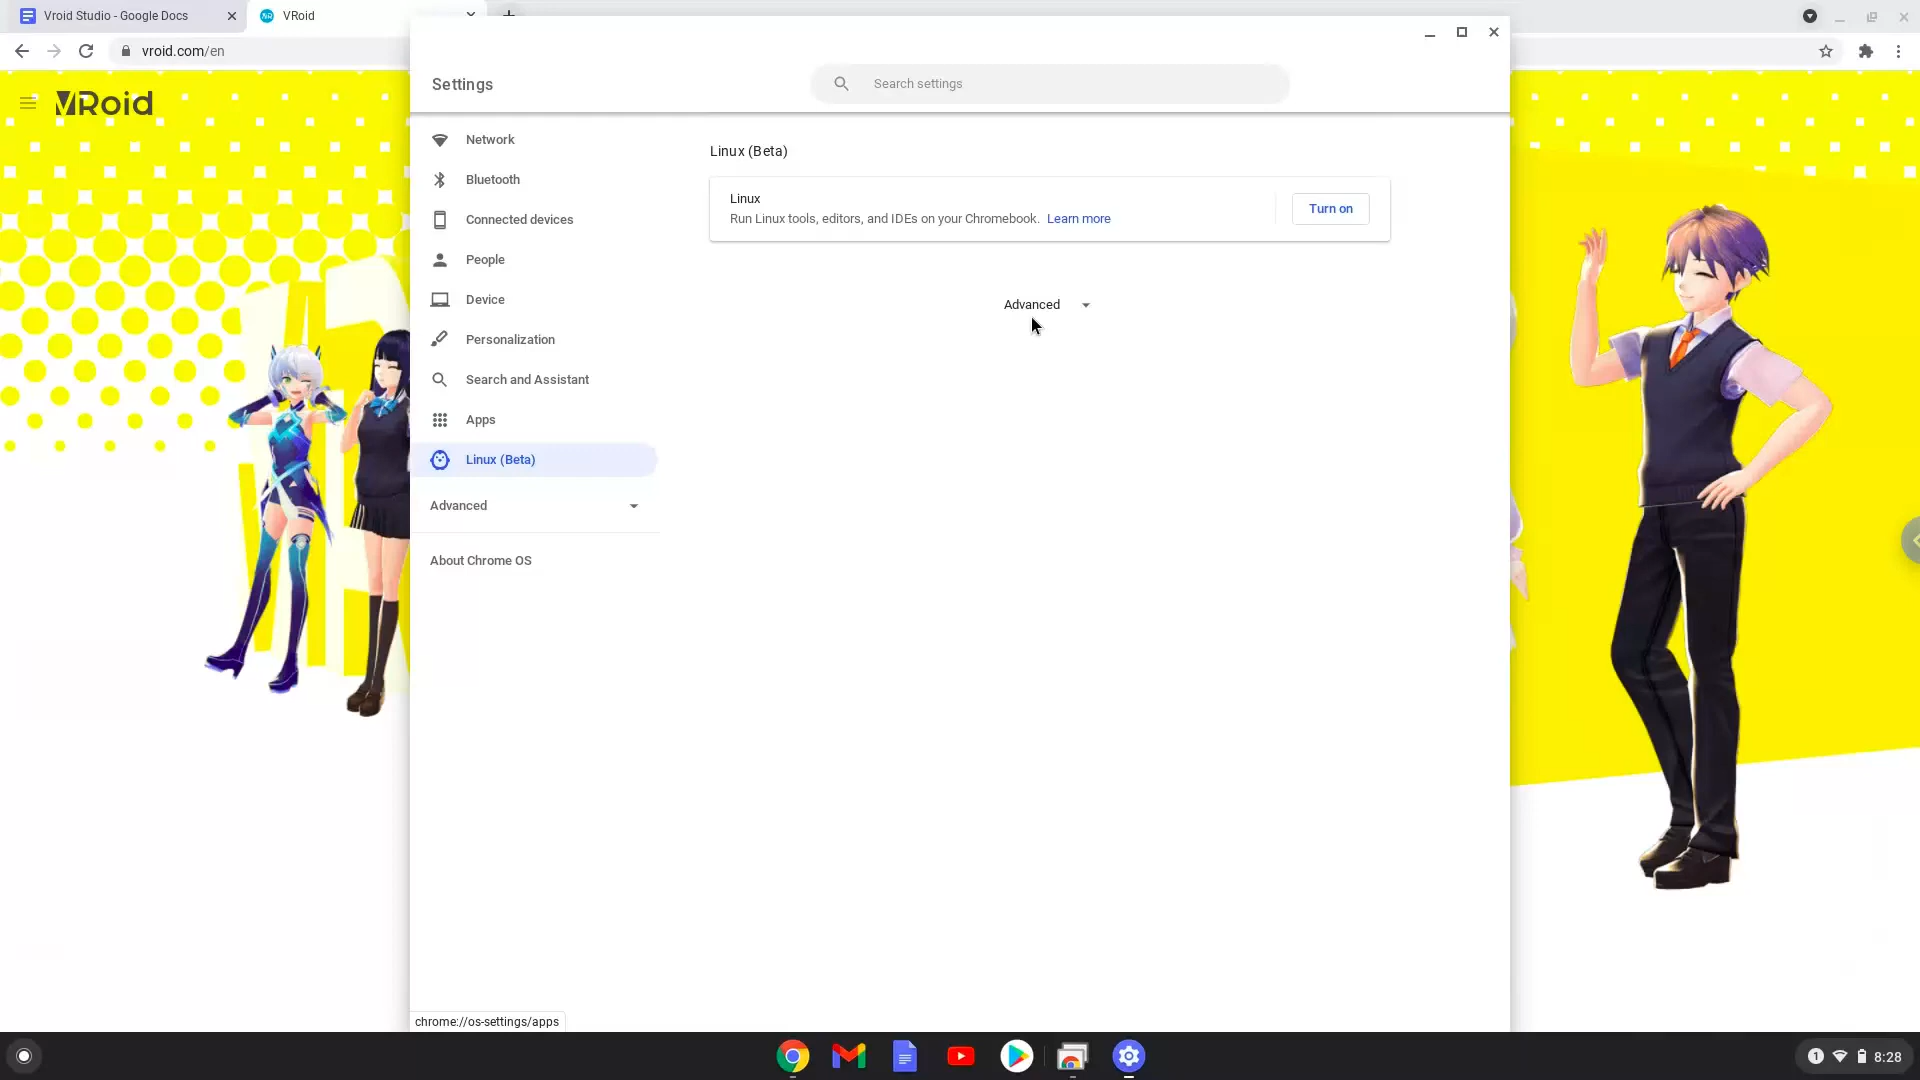 Vroid Studio - Google Docs
VRoid
vroid.com/en
VRoid
Settings
Search settings
Network
Bluetooth
Connected devices
People
Device
Personalization
Search and Assistant
Apps
Linux (Beta)
Advanced
About Chrome OS
Linux (Beta)
Linux
Run Linux tools, editors, and IDEs on your Chromebook. Learn more
Turn on
Advanced
chrome://os-settings/apps
1
8:28